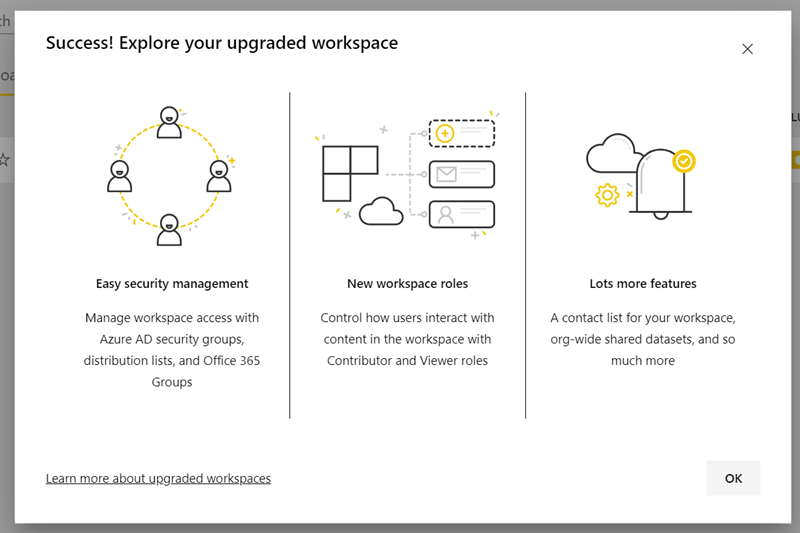 Success! Explore your upgraded workspace
Easy security management
Manage workspace access with
Azure AD security groups,
distribution lists, and Office 365
Groups
New workspace roles
Control how users interact with
content in the workspace with
Contributor and Viewer roles
Lots more features
A contact list for your workspace,
org-wide shared datasets, and so
much more
Learn more about upgraded workspaces
OK